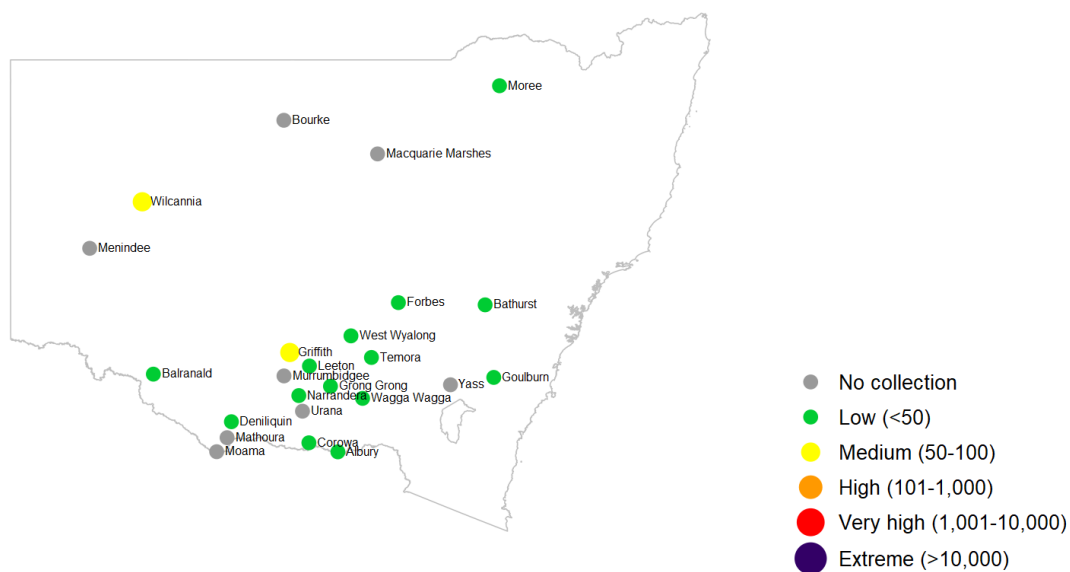 Moree
Bourke
Macquarie Marshes
Wilcannia
Menindee
Forbes
Bathurst
West Wyalong
Griffith
Temora
Leeton
Balranald
Murrumbidgee
Goulburn
Grong Grong
Yass
Narrandera
Wagga Wagga
Urana
Deniliquin
Mathoura
Corowa
Moama
Albury
No collection
Low (<50)
Medium (50-100)
High (101-1,000)
Very high (1,001-10,000)
Extreme (>10,000)